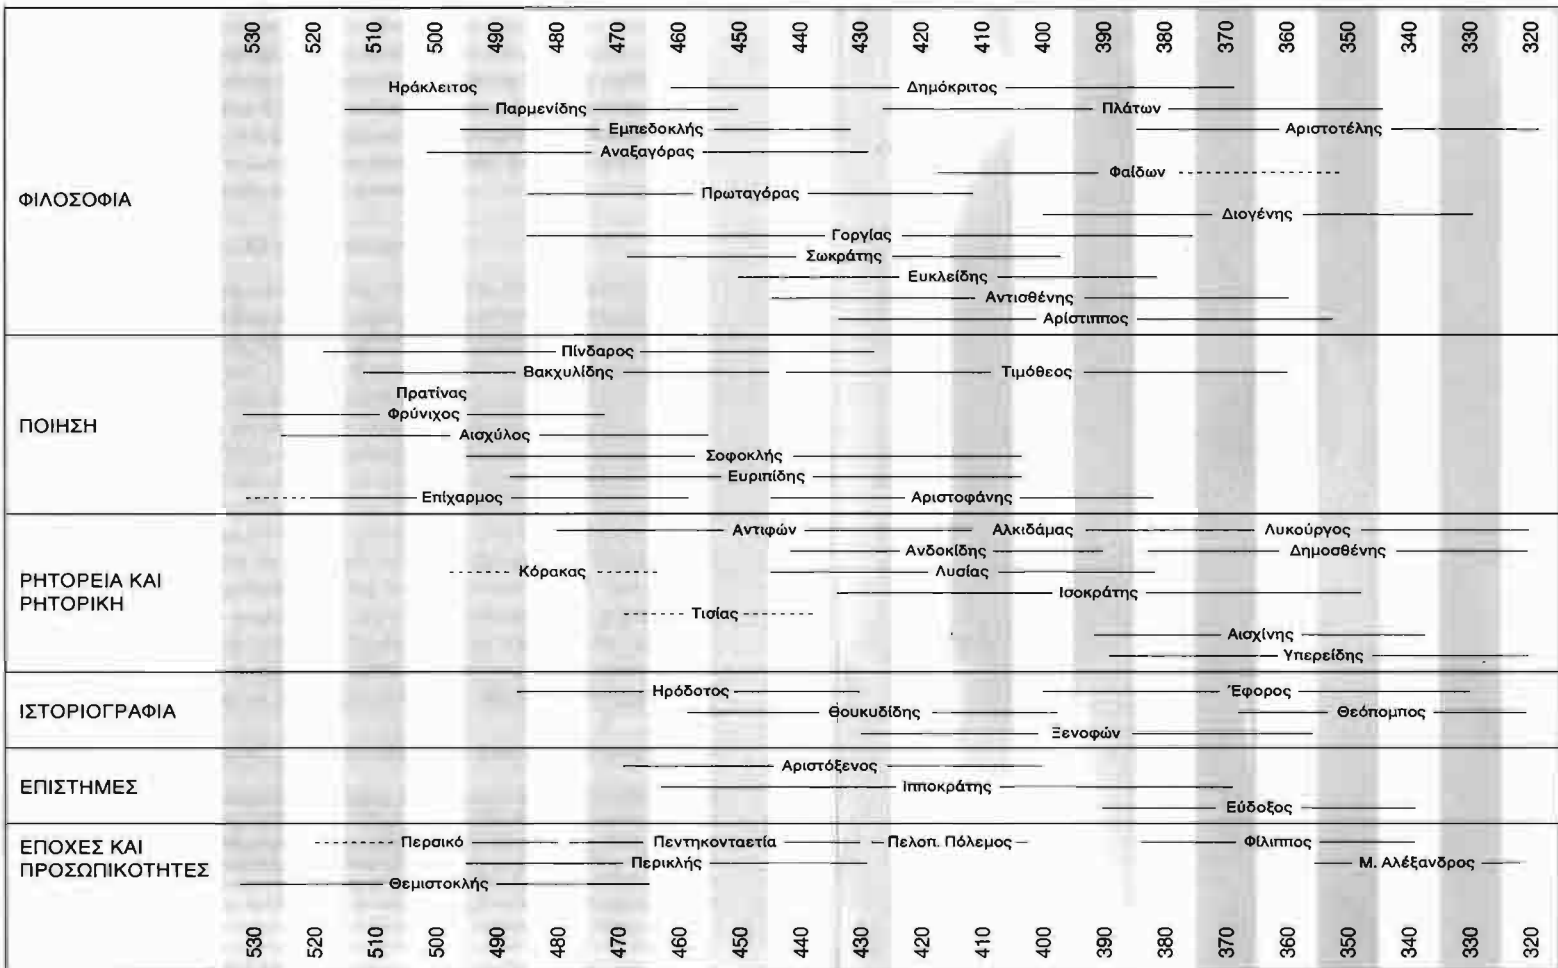 530 520 510 500 490 480 470 460 450 440 430 420 410 400 390 380 370 360 350 340 330 320
ΦΙΛΟΣΟΦΙΑ
Ηράκλειτος Δημόκριτος
Παρμενίδης Πλάτων
Εμπεδοκλής Αριστοτέλης
Αναξαγόρας
Φαίδων
Πρωταγόρας
Διογένης
Γοργίας
Σωκράτης
Ευκλείδης
Αντισθένης
Αρίστιππος
ΠΟΙΗΣΗ
Πίνδαρος
Βακχυλίδης Τιμόθεος
Πρατίνας
Φρύνιχος
Αισχύλος
Σοφοκλής
Ευριπίδης
Επίχαρμος Αριστοφάνης
ΡΗΤΟΡΕΙΑ ΚΑΙ
ΡΗΤΟΡΙΚΗ
Αντιφών Αλκιδάμας Λυκούργος
Ανδοκίδης Δημοσθένης
Κόρακας Λυσίας
Ισοκράτης
Τισίας
Αισχίνης
Υπερείδης
ΙΣΤΟΡΙΟΓΡΑΦΙΑ
Ηρόδοτος Έφορος
Θουκυδίδης Θεόπομπος
Ξενοφών
ΕΠΙΣΤΗΜΕΣ
Αριστόξενος
Ιπποκράτης
Εύδοξος
ΕΠΟΧΕΣ ΚΑΙ
ΠΡΟΣΩΠΙΚΟΤΗΤΕΣ
Περσικό Πεντηκονταετία Πελοπ. Πόλεμος Φίλιππος
Περικλής Μ. Αλέξανδρος
Θεμιστοκλής
530 520 510 500 490 480 470 460 450 440 430 420 410 400 390 380 370 360 350 340 330 320